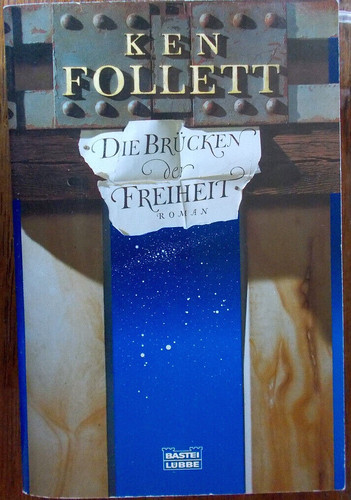 KEN
FOLLETT
DIE BRÜCKEN
der
FREIHEIT
ROMAN
BASTEI
LÜBBE